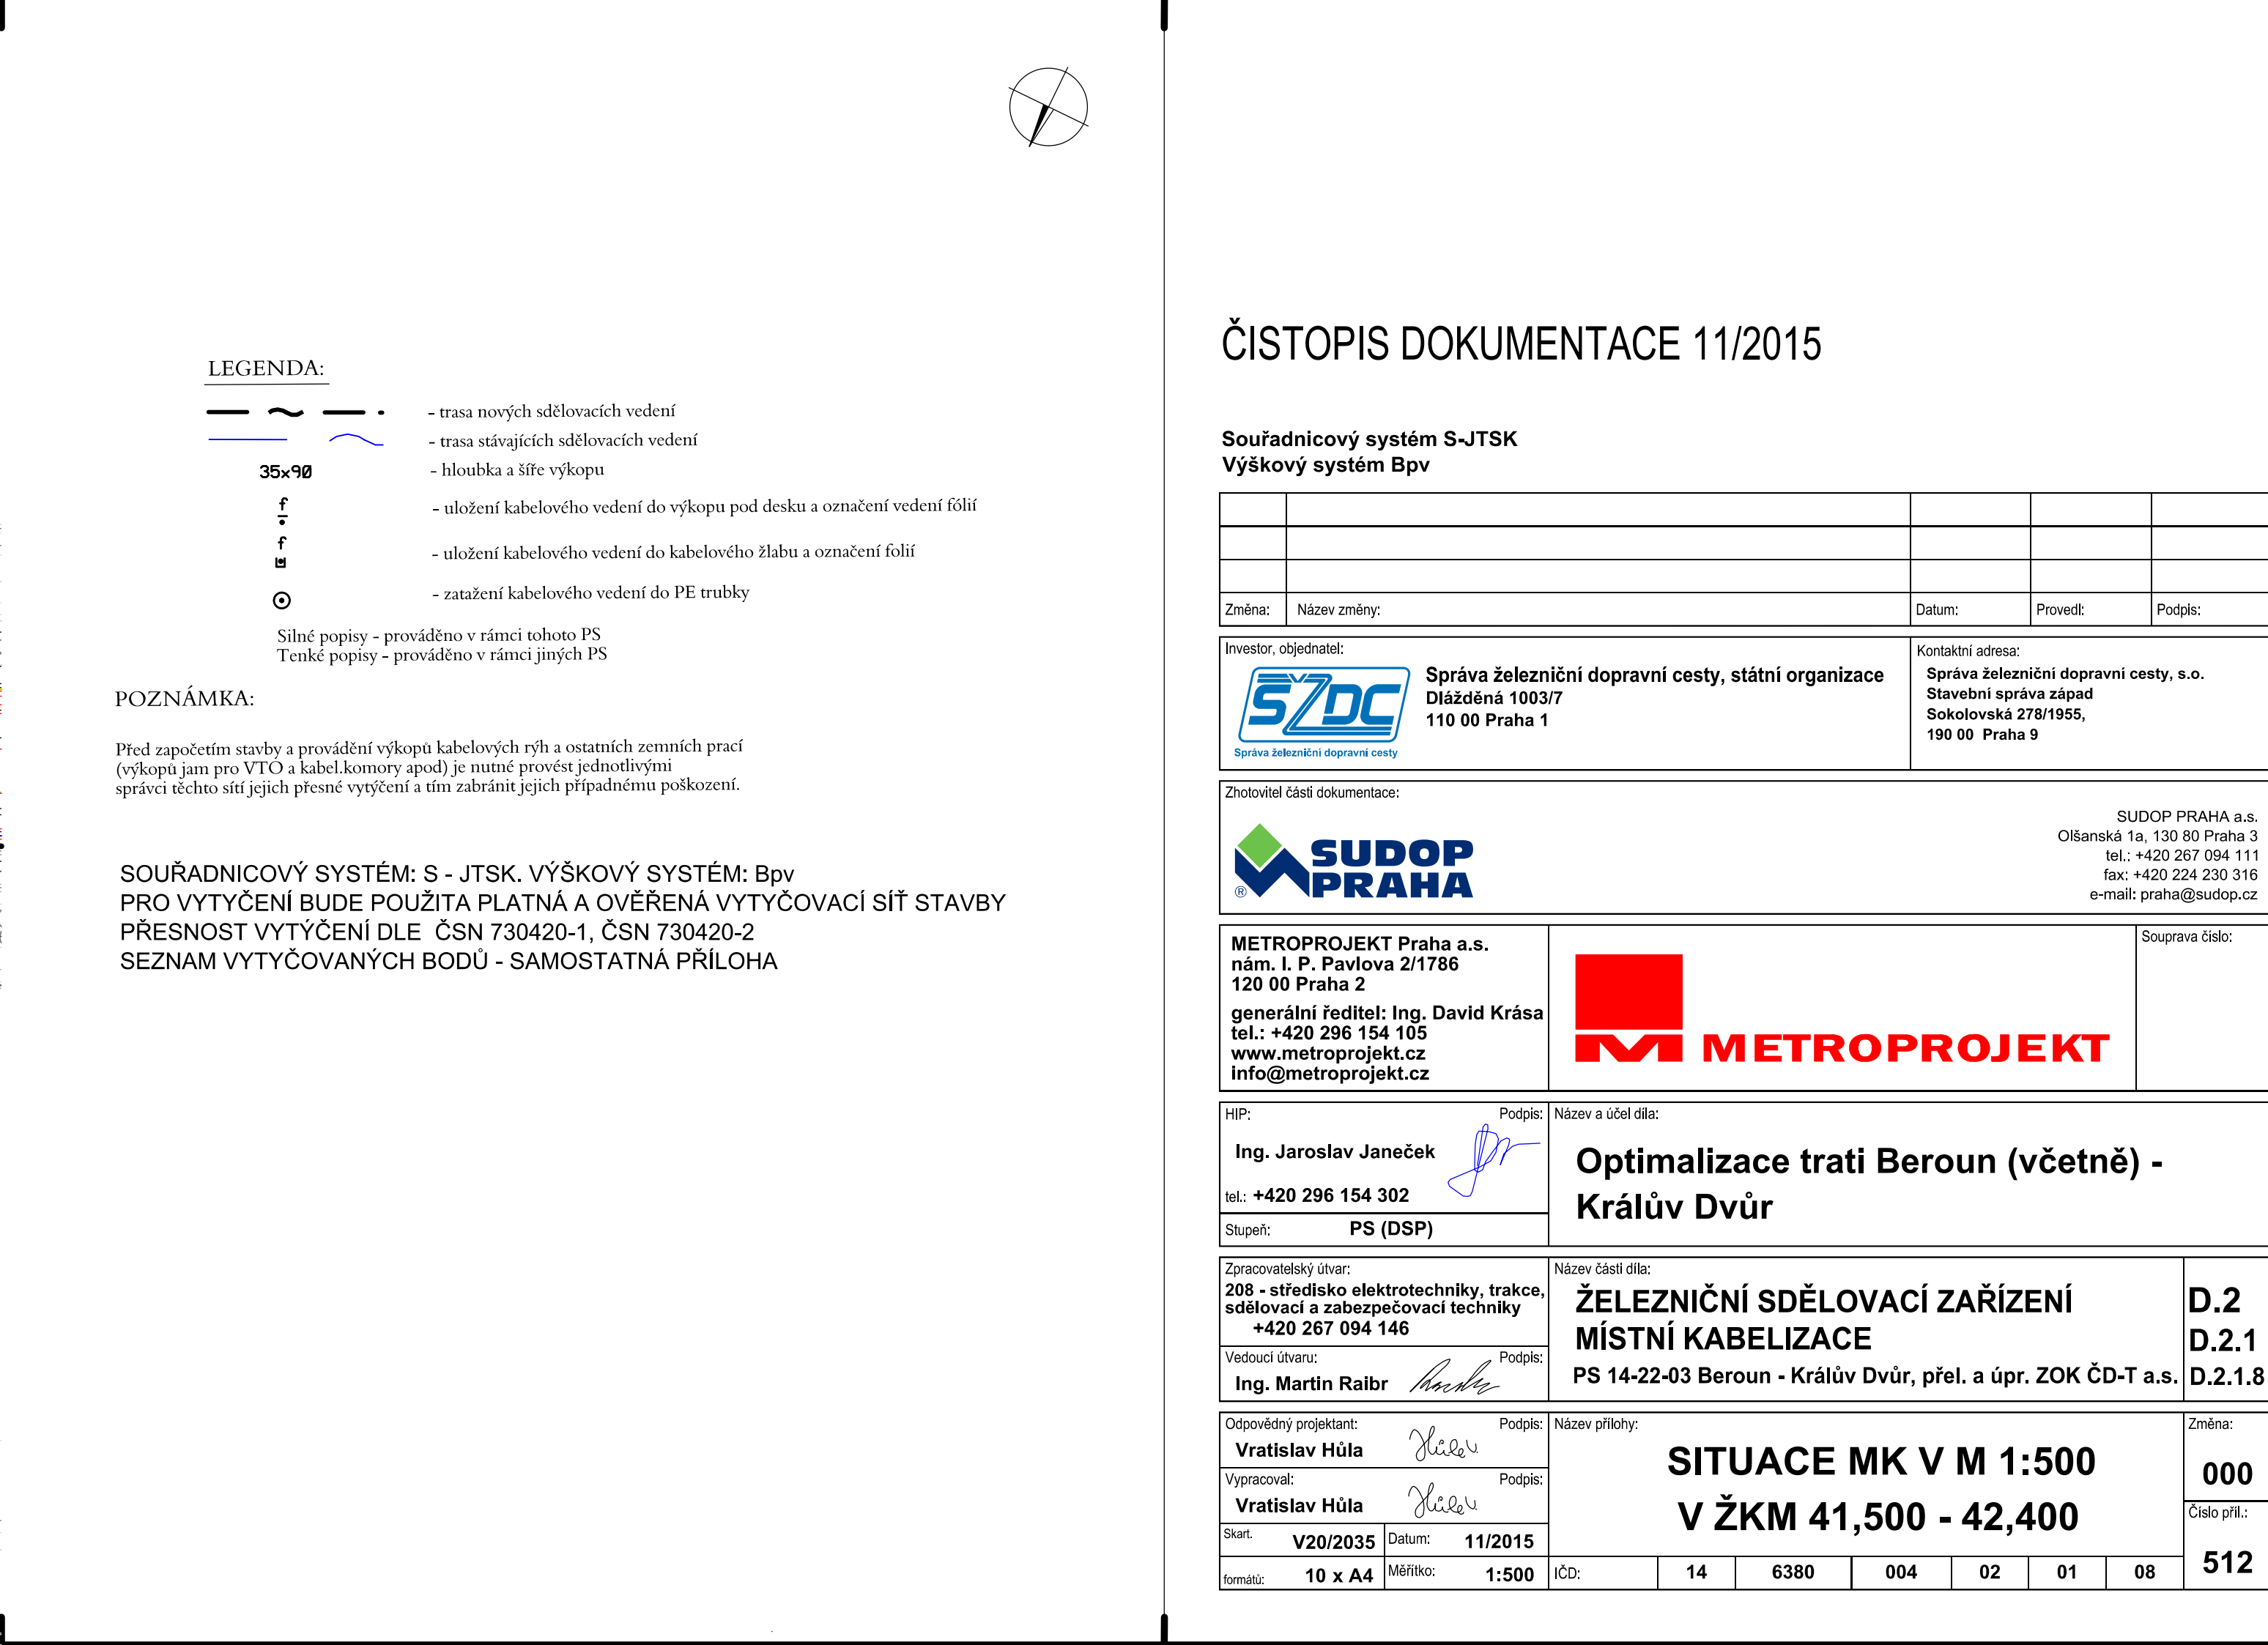 LEGENDA:
- trasa nových sdělovacích vedení
- trasa stávajících sdělovacích vedení
35x90 - hloubka a šíře výkopu
f - uložení kabelového vedení do výkopu pod desku a označení vedení fólií
f - uložení kabelového vedení do kabelového žlabu a označení folií
- zatažení kabelového vedení do PE trubky
Silné popisy - prováděno v rámci tohoto PS
Tenké popisy - prováděno v rámci jiných PS
POZNÁMKA:
Před započetím stavby a provádění výkopů kabelových rýh a ostatních zemních prací
(výkopů jam pro VTO a kabel.komory apod) je nutné provést jednotlivými
správci těchto sítí jejich přesné vytýčení a tím zabránit jejich případnému poškození.
SOUŘADNICOVÝ SYSTÉM: S - JTSK. VÝŠKOVÝ SYSTÉM: Bpv
PRO VYTYČENÍ BUDE POUŽITA PLATNÁ A OVĚŘENÁ VYTYČOVACÍ SÍŤ STAVBY
PŘESNOST VYTÝČENÍ DLE ČSN 730420-1, ČSN 730420-2
SEZNAM VYTYČOVANÝCH BODŮ - SAMOSTATNÁ PŘÍLOHA
ČISTOPIS DOKUMENTACE 11/2015
Souřadnicový systém S-JTSK
Výškový systém Bpv
Změna: Název změny: Datum: Provedl: Podpis:
Investor, objednatel:
ŠŽDC
Správa železniční dopravní cesty
Správa železniční dopravní cesty, státní organizace
Dlážděná 1003/7
110 00 Praha 1
Kontaktní adresa:
Správa železniční dopravní cesty, s.o.
Stavební správa západ
Sokolovská 278/1955,
190 00 Praha 9
Zhotovitel části dokumentace:
SUDOP
PRAHA
®
SUDOP PRAHA a.s.
Olšanská 1a, 130 80 Praha 3
tel.: +420 267 094 111
fax: +420 224 230 316
e-mail: praha@sudop.cz
METROPROJEKT Praha a.s.
nám. I. P. Pavlova 2/1786
120 00 Praha 2
generální ředitel: Ing. David Krása
tel.: +420 296 154 105
www.metroprojekt.cz
info@metroprojekt.cz
METROPROJEKT
Souprava číslo:
HIP: Podpis:
Ing. Jaroslav Janeček
tel.: +420 296 154 302
Stupeň: PS (DSP)
Název a účel díla:
Optimalizace trati Beroun (včetně) -
Králův Dvůr
Zpracovatelský útvar:
208 - středisko elektrotechniky, trakce,
sdělovací a zabezpečovací techniky
+420 267 094 146
Vedoucí útvaru: Podpis:
Ing. Martin Raibr
Název části díla:
ŽELEZNIČNÍ SDĚLOVACÍ ZAŘÍZENÍ D.2
MÍSTNÍ KABELIZACE D.2.1
PS 14-22-03 Beroun - Králův Dvůr, přel. a úpr. ZOK ČD-T a.s. D.2.1.8
Odpovědný projektant: Podpis:
Vratislav Hůla
Vypracoval: Podpis:
Vratislav Hůla
Skart. V20/2035 Datum: 11/2015
formátů: 10 x A4 Měřítko: 1:500
Název přílohy:
SITUACE MK V M 1:500
V ŽKM 41,500 - 42,400
IČD: 14 6380 004 02 01 08
Změna:
000
Číslo příl.:
512